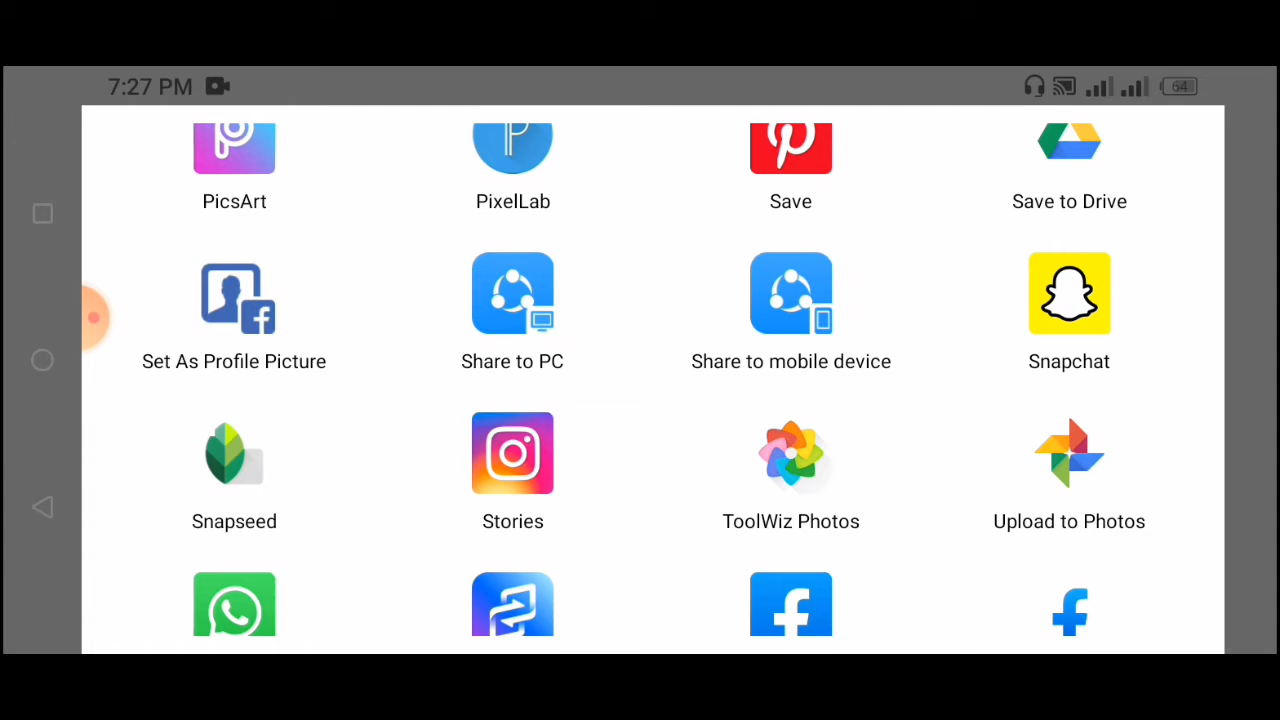 7:27 PM
64
PicsArt
PixelLab
Save
Save to Drive
Set As Profile Picture
Share to PC
Share to mobile device
Snapchat
Snapseed
Stories
ToolWiz Photos
Upload to Photos